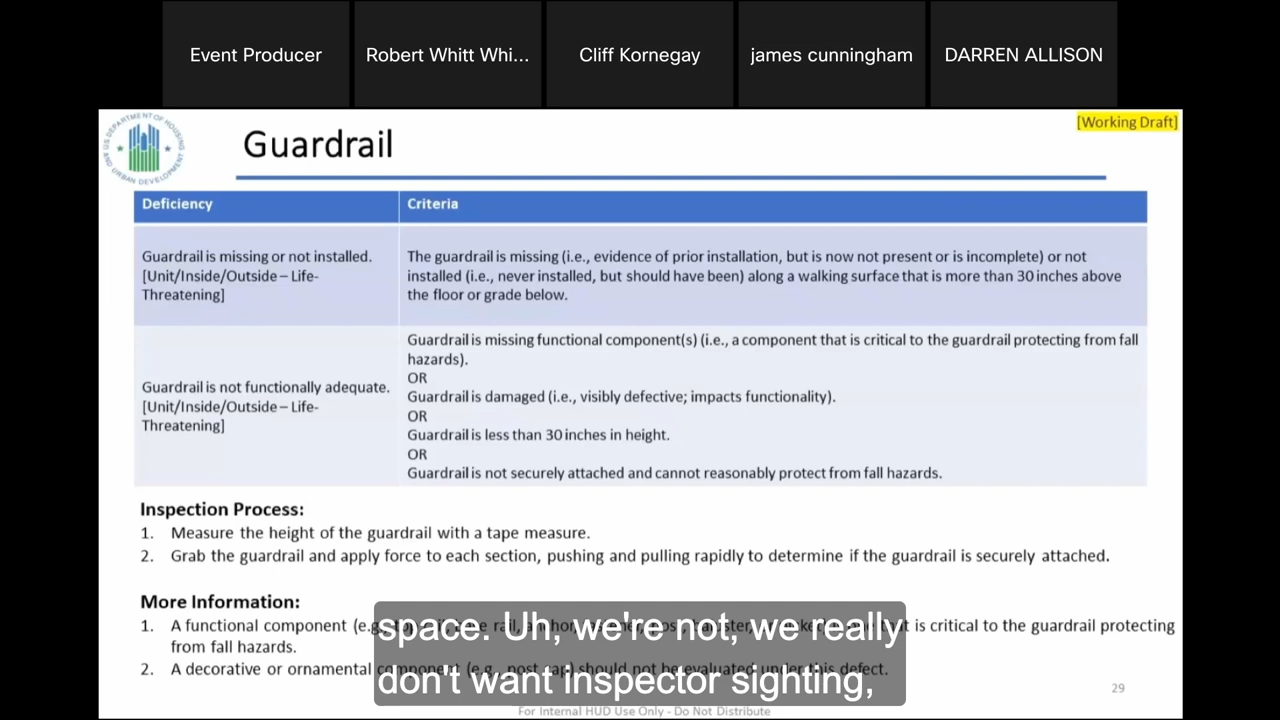 Event Producer
Robert Whitt Whi...
Cliff Kornegay
james cunningham
DARREN ALLISON
[Working Draft]
U.S. DEPARTMENT OF HOUSING AND URBAN DEVELOPMENT
Guardrail
Deficiency
Criteria
Guardrail is missing or not installed.
[Unit/Inside/Outside – Life-
Threatening]
The guardrail is missing (i.e., evidence of prior installation, but is now not present or is incomplete) or not
installed (i.e., never installed, but should have been) along a walking surface that is more than 30 inches above
the floor or grade below.
Guardrail is not functionally adequate.
[Unit/Inside/Outside – Life-
Threatening]
Guardrail is missing functional component(s) (i.e., a component that is critical to the guardrail protecting from fall
hazards).
OR
Guardrail is damaged (i.e., visibly defective; impacts functionality).
OR
Guardrail is less than 30 inches in height.
OR
Guardrail is not securely attached and cannot reasonably protect from fall hazards.
Inspection Process:
1. Measure the height of the guardrail with a tape measure.
2. Grab the guardrail and apply force to each section, pushing and pulling rapidly to determine if the guardrail is securely attached.
More Information:
1. A functional component (e.g., is critical to the guardrail protecting
from fall hazards.
2. A decorative or ornamental component (e.g., post cap) should not be evaluated under this defect.
space. Uh, we're not, we really
don't want inspector sighting,
29
For Internal HUD Use Only - Do Not Distribute